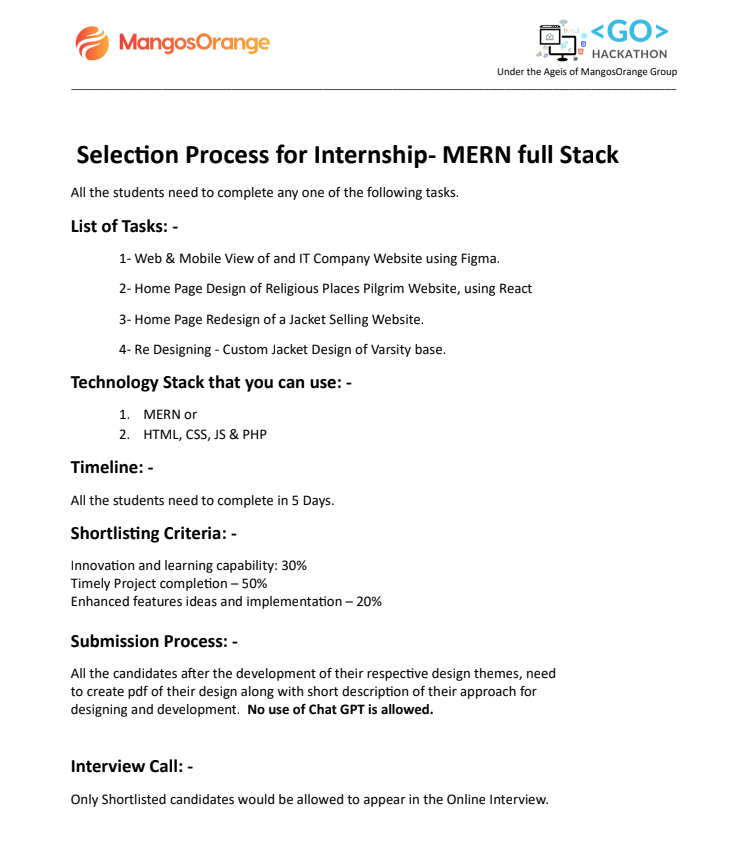 MangosOrange
<GO>
HACKATHON
Under the Ageis of MangosOrange Group
Selection Process for Internship- MERN full Stack
All the students need to complete any one of the following tasks.
List of Tasks: -
1- Web & Mobile View of and IT Company Website using Figma.
2- Home Page Design of Religious Places Pilgrim Website, using React
3- Home Page Redesign of a Jacket Selling Website.
4- Re Designing - Custom Jacket Design of Varsity base.
Technology Stack that you can use: -
1. MERN or
2. HTML, CSS, JS & PHP
Timeline: -
All the students need to complete in 5 Days.
Shortlisting Criteria: -
Innovation and learning capability: 30%
Timely Project completion – 50%
Enhanced features ideas and implementation – 20%
Submission Process: -
All the candidates after the development of their respective design themes, need
to create pdf of their design along with short description of their approach for
designing and development. No use of Chat GPT is allowed.
Interview Call: -
Only Shortlisted candidates would be allowed to appear in the Online Interview.